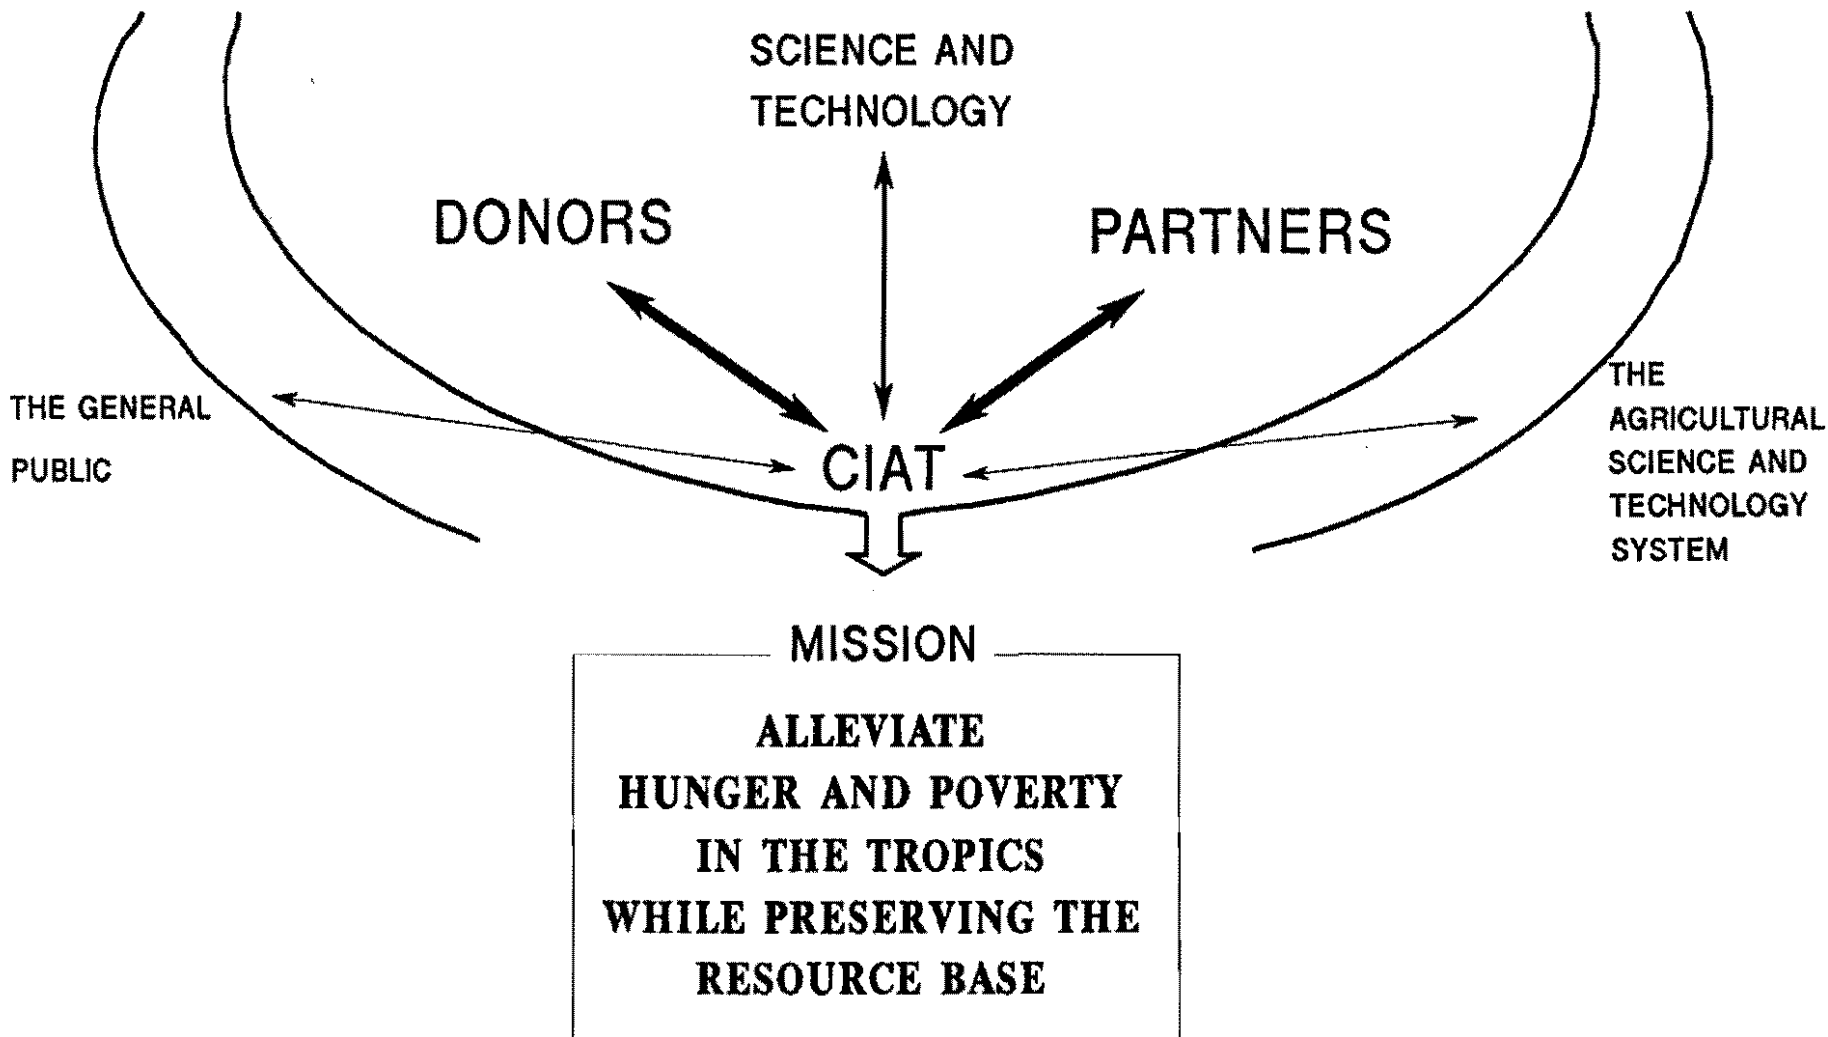 SCIENCE AND
TECHNOLOGY
DONORS
PARTNERS
THE GENERAL
PUBLIC
CIAT
THE
AGRICULTURAL
SCIENCE AND
TECHNOLOGY
SYSTEM
MISSION
ALLEVIATE
HUNGER AND POVERTY
IN THE TROPICS
WHILE PRESERVING THE
RESOURCE BASE